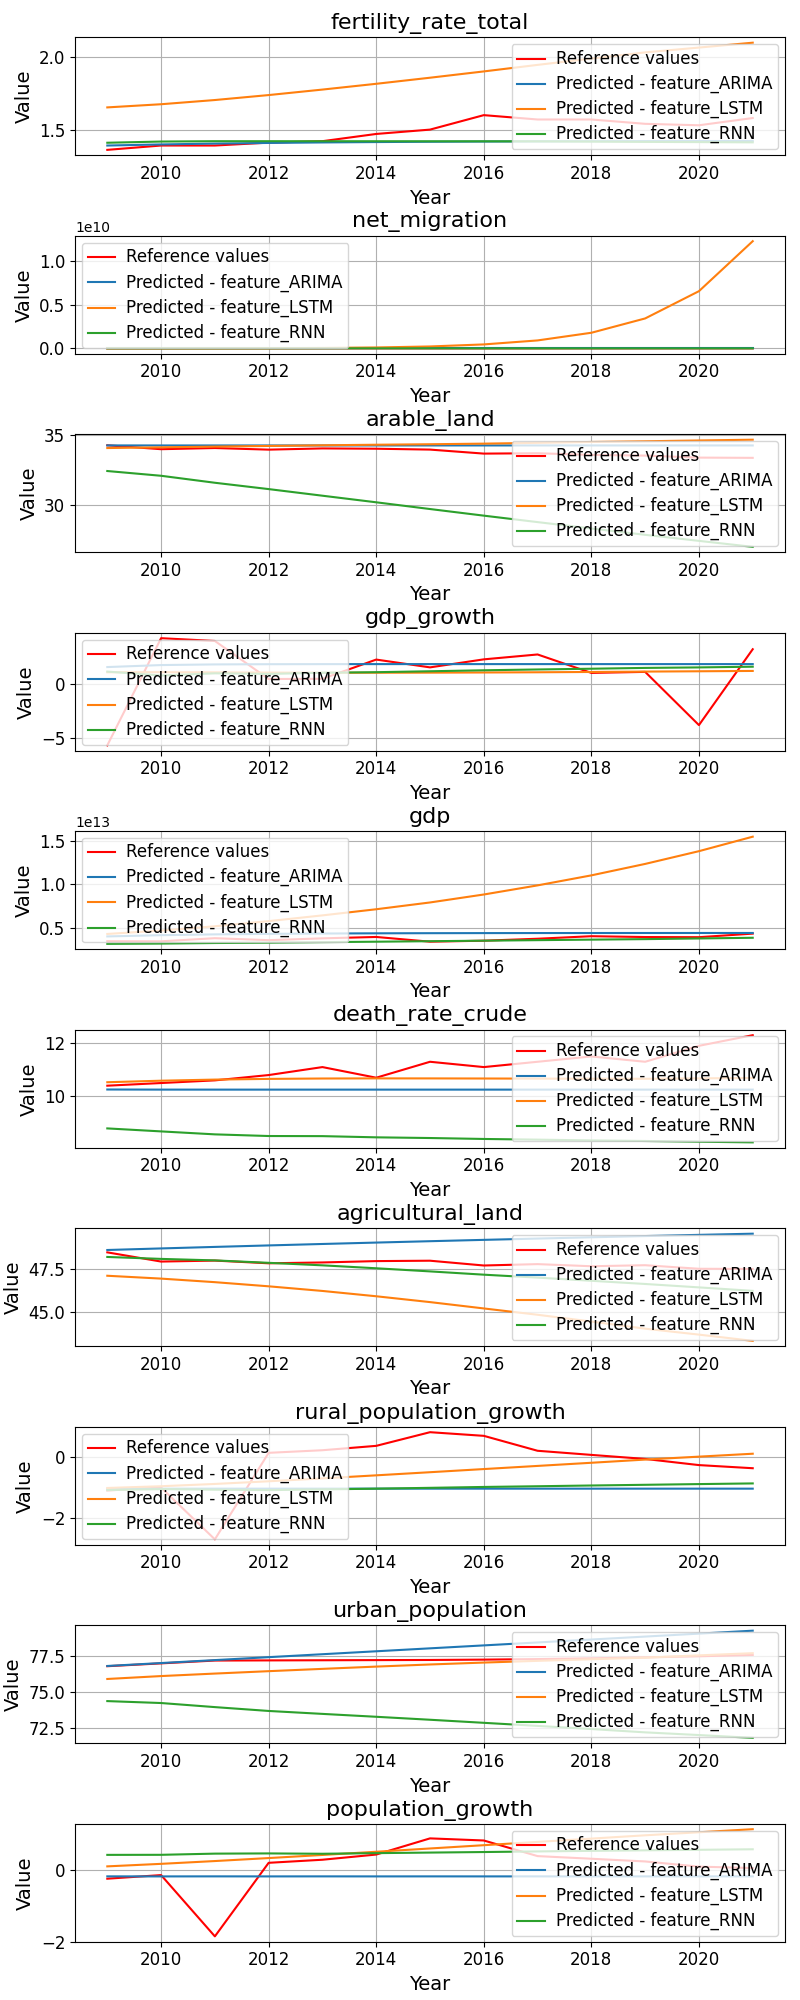 fertility_rate_total
2.0
1.5
Value
Reference values
Predicted - feature_ARIMA
Predicted - feature_LSTM
Predicted - feature_RNN
2010 2012 2014 2016 2018 2020
Year
net_migration
1e10
1.0
0.5
0.0
Value
Reference values
Predicted - feature_ARIMA
Predicted - feature_LSTM
Predicted - feature_RNN
2010 2012 2014 2016 2018 2020
Year
arable_land
35
30
Value
Reference values
Predicted - feature_ARIMA
Predicted - feature_LSTM
Predicted - feature_RNN
2010 2012 2014 2016 2018 2020
Year
gdp_growth
0
−5
Value
Reference values
Predicted - feature_ARIMA
Predicted - feature_LSTM
Predicted - feature_RNN
2010 2012 2014 2016 2018 2020
Year
gdp
1e13
1.5
1.0
0.5
Value
Reference values
Predicted - feature_ARIMA
Predicted - feature_LSTM
Predicted - feature_RNN
2010 2012 2014 2016 2018 2020
Year
death_rate_crude
12
10
Value
Reference values
Predicted - feature_ARIMA
Predicted - feature_LSTM
Predicted - feature_RNN
2010 2012 2014 2016 2018 2020
Year
agricultural_land
47.5
45.0
Value
Reference values
Predicted - feature_ARIMA
Predicted - feature_LSTM
Predicted - feature_RNN
2010 2012 2014 2016 2018 2020
Year
rural_population_growth
0
−2
Value
Reference values
Predicted - feature_ARIMA
Predicted - feature_LSTM
Predicted - feature_RNN
2010 2012 2014 2016 2018 2020
Year
urban_population
77.5
75.0
72.5
Value
Reference values
Predicted - feature_ARIMA
Predicted - feature_LSTM
Predicted - feature_RNN
2010 2012 2014 2016 2018 2020
Year
population_growth
0
−2
Value
Reference values
Predicted - feature_ARIMA
Predicted - feature_LSTM
Predicted - feature_RNN
2010 2012 2014 2016 2018 2020
Year